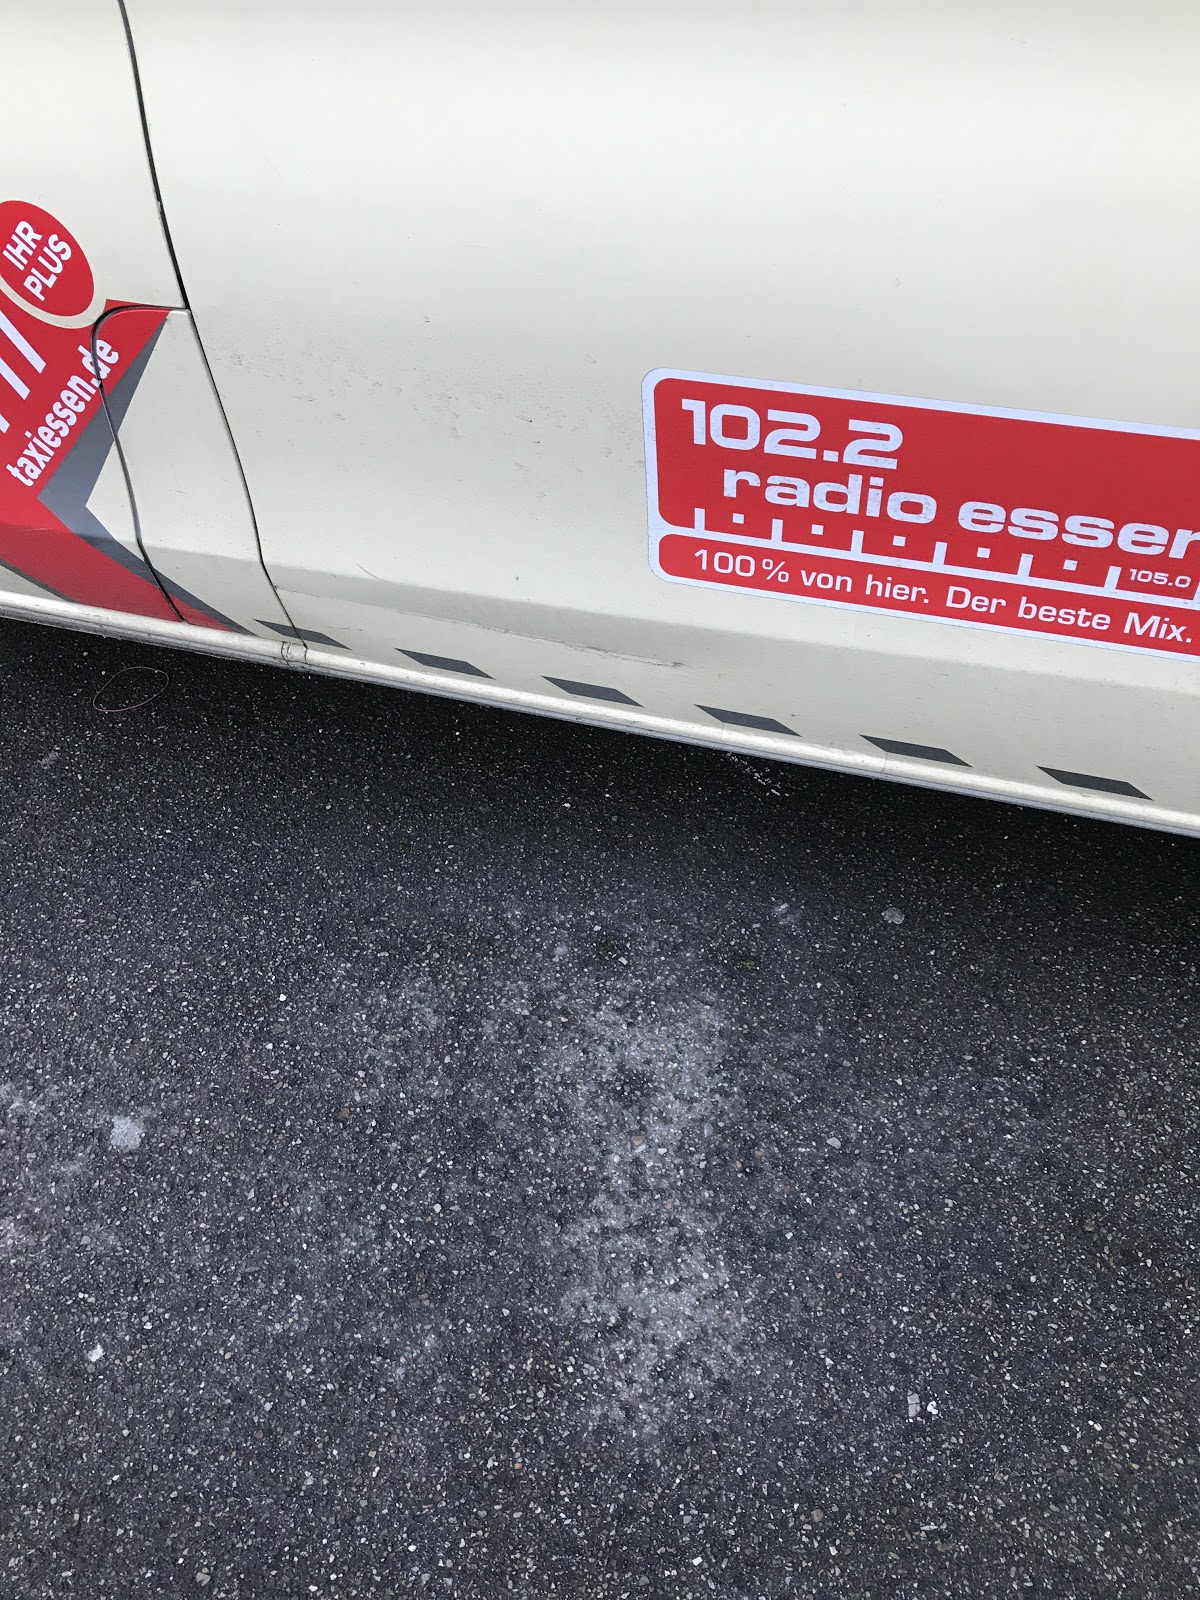 IHR
PLUS
taxiessen.de
102.2
radio essen
105.0
100% von hier. Der beste Mix.